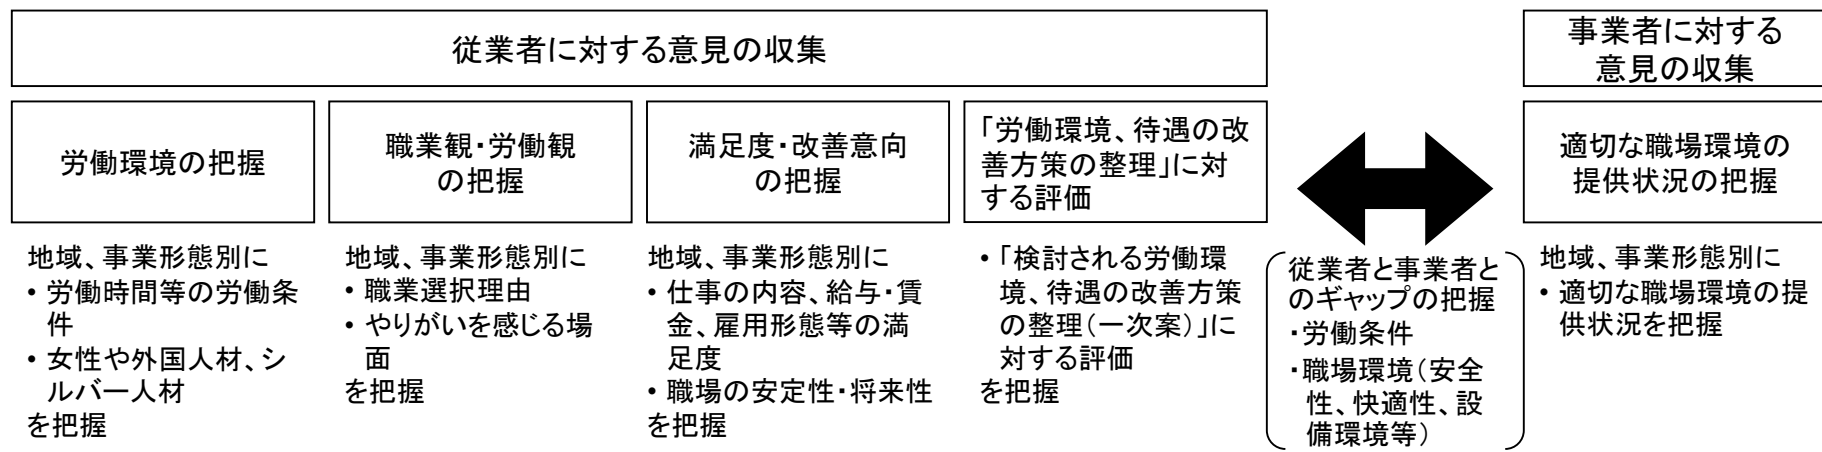 従業者に対する意見の収集
事業者に対する
意見の収集
労働環境の把握
職業観・労働観
の把握
満足度・改善意向
の把握
「労働環境、待遇の改
善方策の整理」に対
する評価
適切な職場環境の
提供状況の把握
地域、事業形態別に
• 労働時間等の労働条
件
• 女性や外国人材、シ
ルバー人材
を把握
地域、事業形態別に
• 職業選択理由
• やりがいを感じる場
面
を把握
地域、事業形態別に
• 仕事の内容、給与・賃
金、雇用形態等の満
足度
• 職場の安定性・将来性
を把握
• 「検討される労働環
境、待遇の改善方策
の整理（一次案）」に
対する評価
を把握
従業者と事業者と
のギャップの把握
・労働条件
・職場環境（安全
性、快適性、設
備環境等）
地域、事業形態別に
• 適切な職場環境の提
供状況を把握